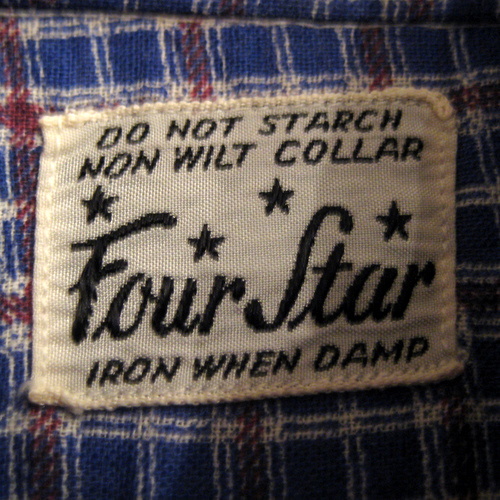 DO NOT STARCH
NON WILT COLLAR
Four Star
IRON WHEN DAMP